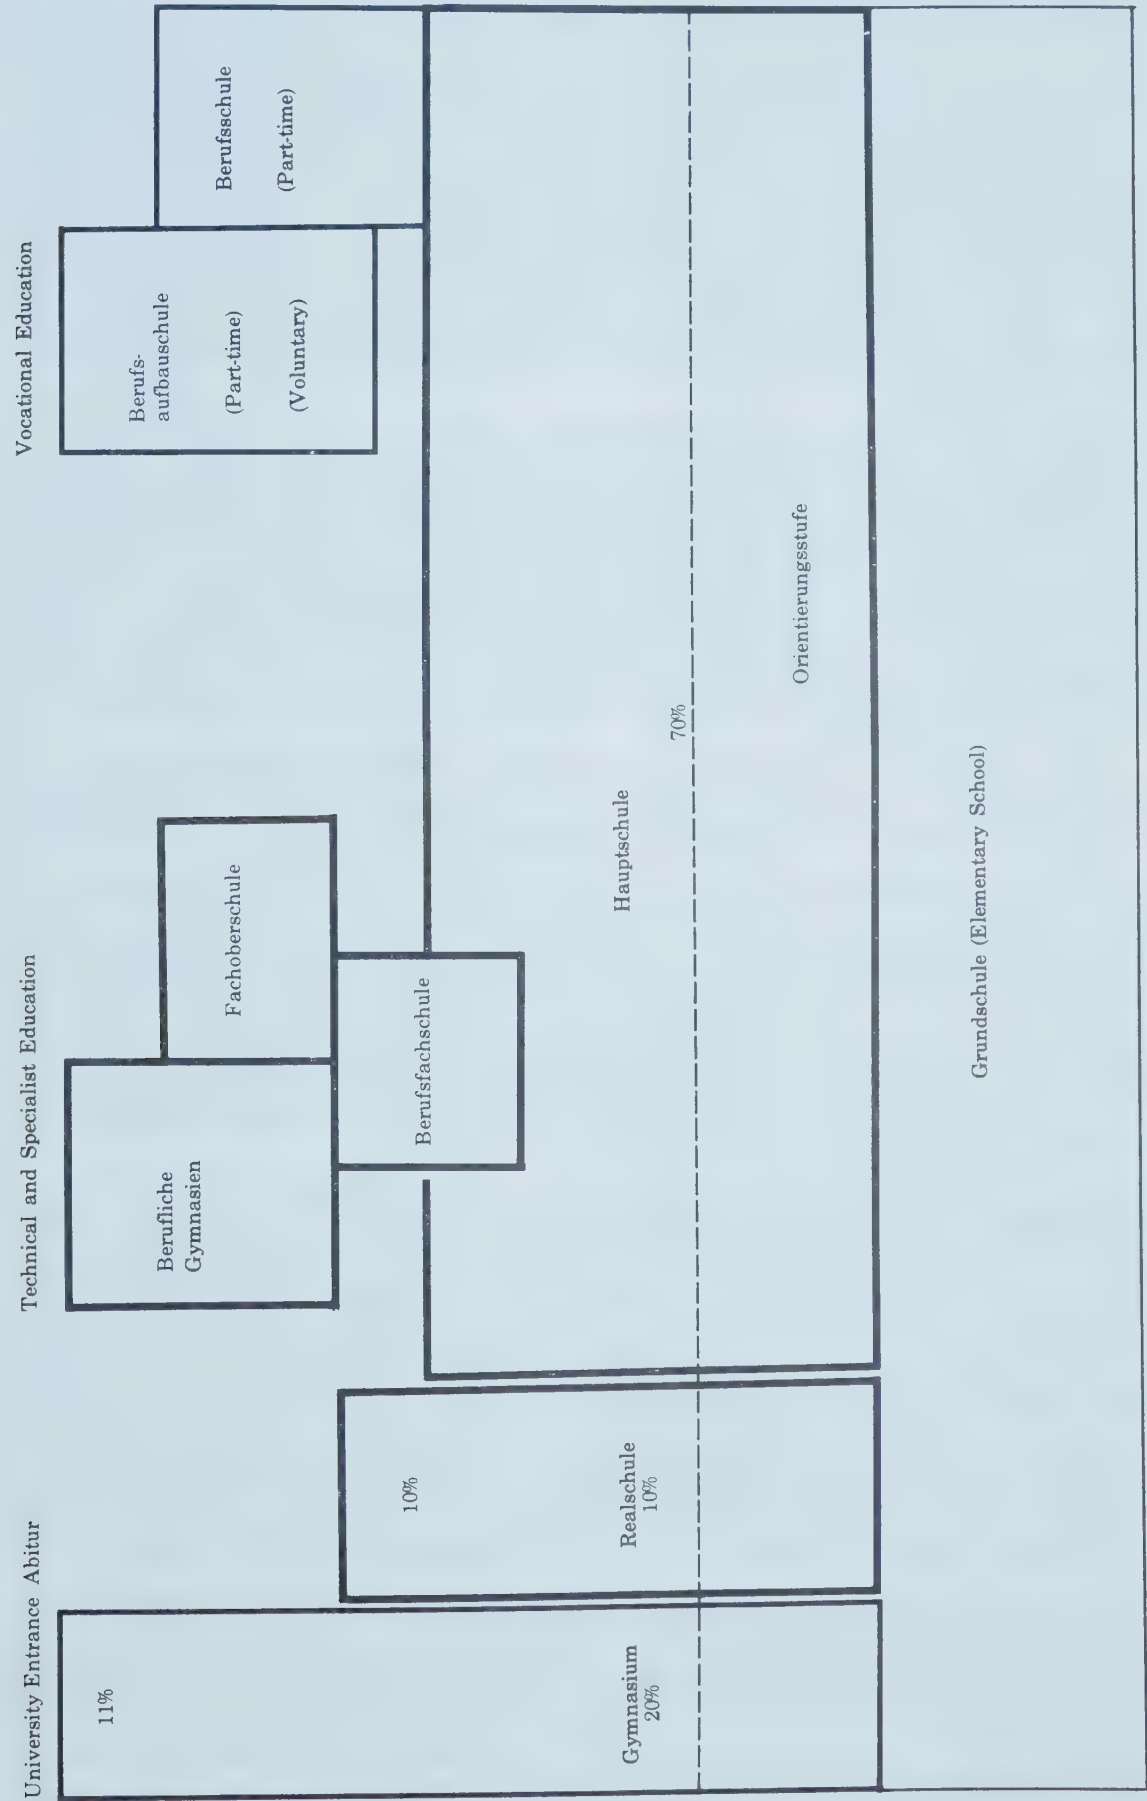 University Entrance Abitur
Technical and Specialist Education
Vocational Education
11%
Berufliche
Gymnasien
Fachoberschule
Berufs-
aufbauschule
(Part-time)
(Voluntary)
Berufsschule
(Part-time)
10%
Berufsfachschule
Gymnasium
20%
Realschule
10%
Hauptschule
70%
Orientierungsstufe
Grundschule (Elementary School)